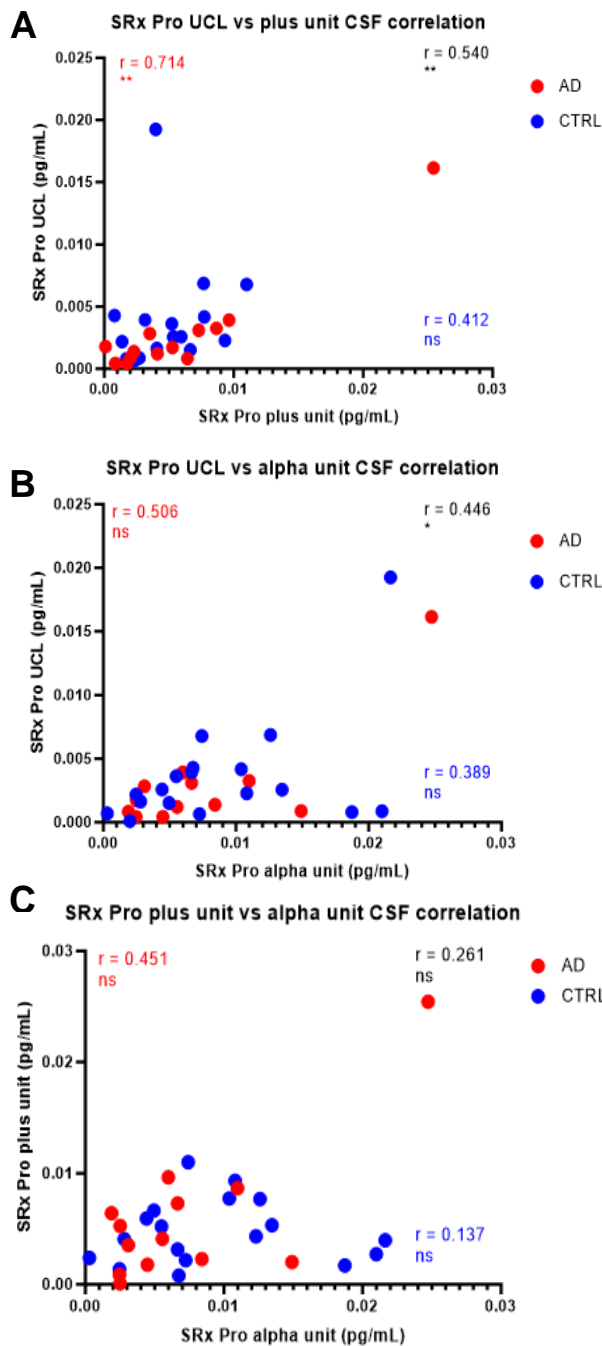 A
SRx Pro UCL vs plus unit CSF correlation
0.025
0.020
0.015
0.010
0.005
0.000
0.00
0.01
0.02
0.03
SRx Pro UCL (pg/mL)
SRx Pro plus unit (pg/mL)
r = 0.714
**
r = 0.540
**
r = 0.412
ns
AD
CTRL
B
SRx Pro UCL vs alpha unit CSF correlation
0.025
0.020
0.015
0.010
0.005
0.000
0.00
0.01
0.02
0.03
SRx Pro UCL (pg/mL)
SRx Pro alpha unit (pg/mL)
r = 0.506
ns
r = 0.446
*
r = 0.389
ns
AD
CTRL
C
SRx Pro plus unit vs alpha unit CSF correlation
0.03
0.02
0.01
0.00
0.00
0.01
0.02
0.03
SRx Pro plus unit (pg/mL)
SRx Pro alpha unit (pg/mL)
r = 0.451
ns
r = 0.261
ns
r = 0.137
ns
AD
CTRL